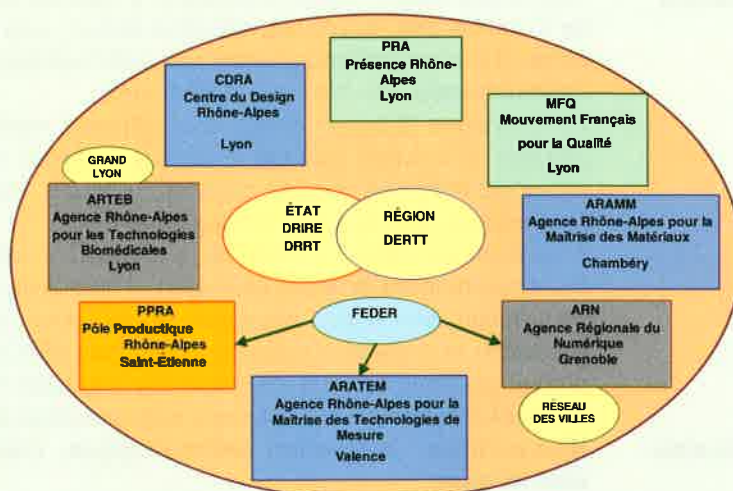 PRA
Présence Rhône-
Alpes
Lyon
CDRA
Centre du Design
Rhône-Alpes
Lyon
MFQ
Mouvement Français
pour la Qualité
Lyon
GRAND
LYON
ARTEB
Agence Rhône-Alpes
pour les Technologies
Biomédicales
Lyon
ÉTAT
DRIRE
DRRT
RÉGION
DERTT
ARAMM
Agence Rhône-Alpes pour la
Maîtrise des Matériaux
Chambéry
PPRA
Pôle Productique
Rhône-Alpes
Saint-Étienne
FEDER
ARN
Agence Régionale du
Numérique
Grenoble
ARATEM
Agence Rhône-Alpes pour la
Maîtrise des Technologies de
Mesure
Valence
RÉSEAU
DES VILLES